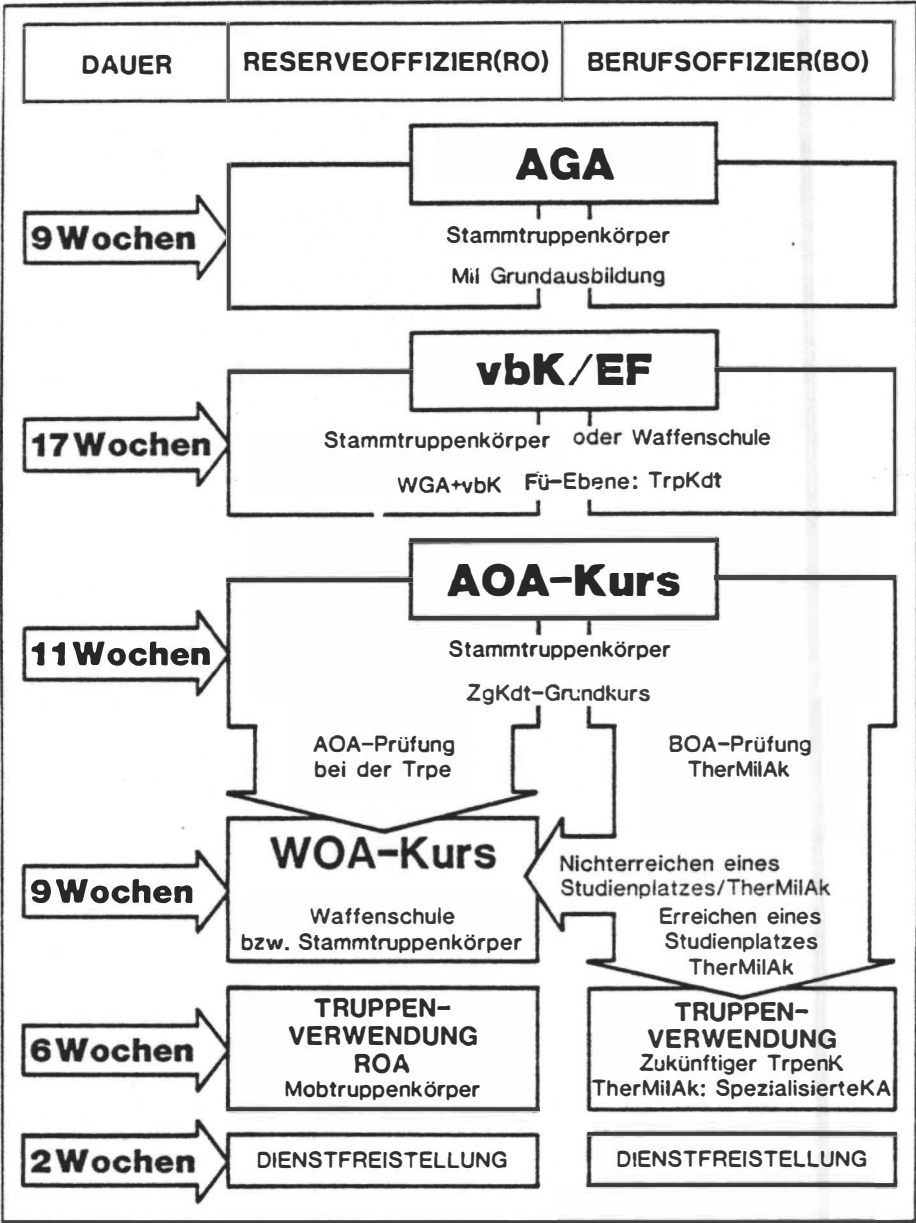 DAUER
RESERVEOFFIZIER(RO)
BERUFSOFFIZIER(BO)
AGA
9 Wochen
Stammtruppenkörper
Mil Grundausbildung
vbK/EF
17 Wochen
Stammtruppenkörper oder Waffenschule
WGA+vbK Fü-Ebene: TrpKdt
AOA-Kurs
11 Wochen
Stammtruppenkörper
ZgKdt-Grundkurs
AOA-Prüfung
bei der Trpe
BOA-Prüfung
TherMilAk
WOA-Kurs
9 Wochen
Waffenschule
bzw. Stammtruppenkörper
Nichterreichen eines
Studienplatzes/TherMilAk
Erreichen eines
Studienplatzes
TherMilAk
6 Wochen
TRUPPEN-
VERWENDUNG
ROA
Mobtruppenkörper
TRUPPEN-
VERWENDUNG
Zukünftiger TrpenK
TherMilAk: SpezialisierteKA
2 Wochen
DIENSTFREISTELLUNG
DIENSTFREISTELLUNG